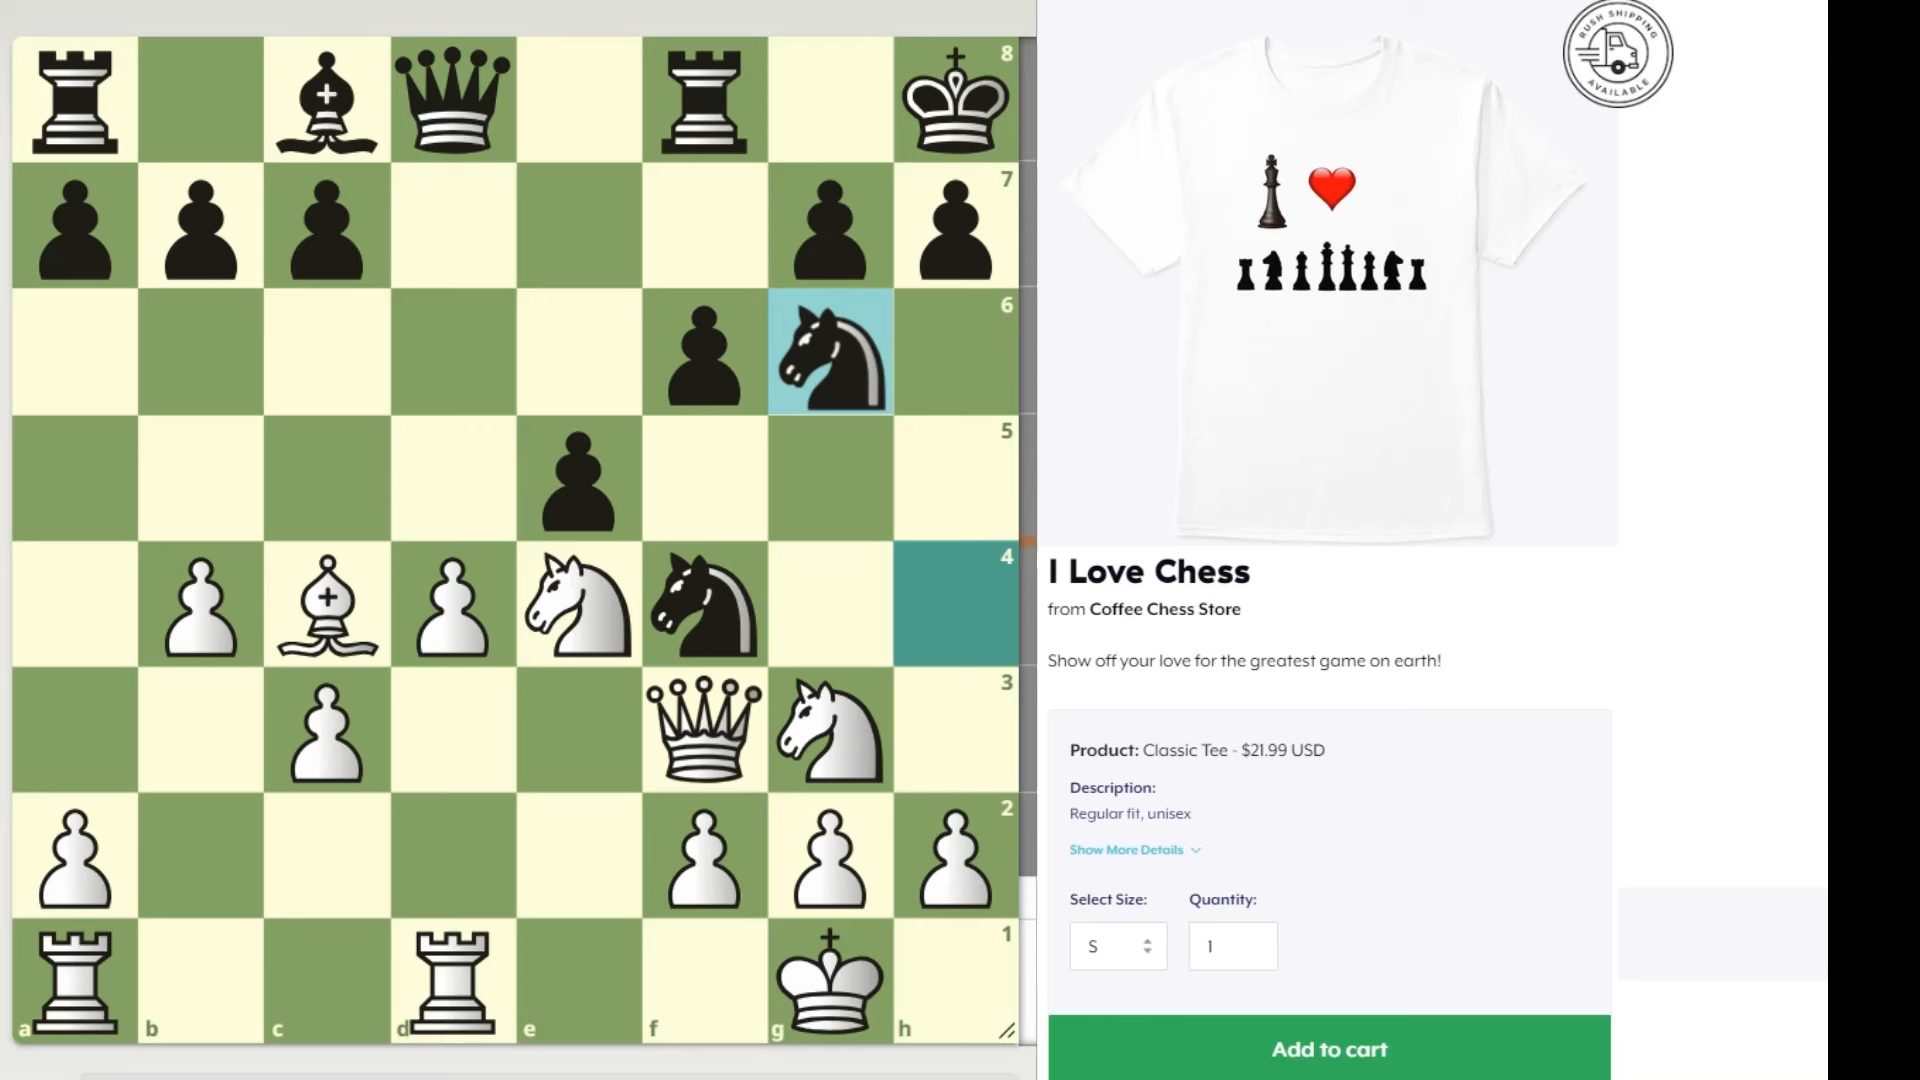 8
7
6
5
4
3
2
1
a b c d e f g h
RUSH SHIPPING
AVAILABLE
I Love Chess
from Coffee Chess Store
Show off your love for the greatest game on earth!
Product: Classic Tee - $21.99 USD
Description:
Regular fit, unisex
Show More Details
Select Size: Quantity:
S 1
Add to cart